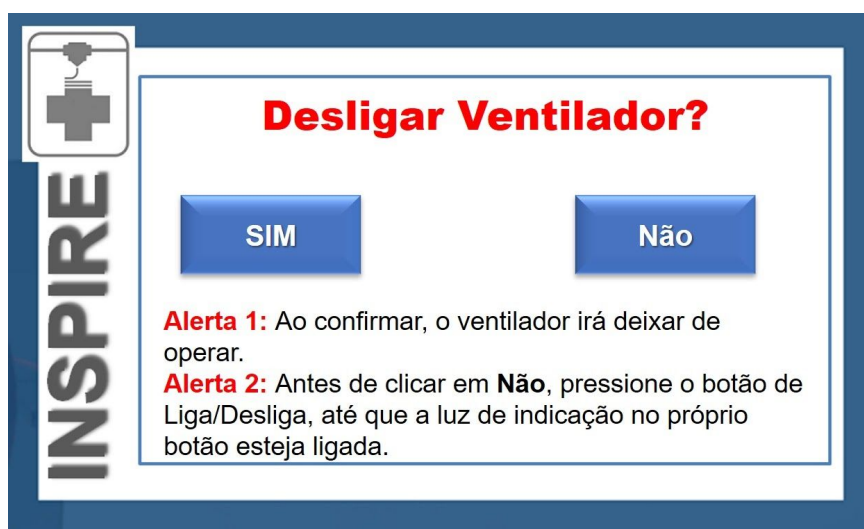 INSPIRE
Desligar Ventilador?
SIM
Não
Alerta 1: Ao confirmar, o ventilador irá deixar de
operar.
Alerta 2: Antes de clicar em Não, pressione o botão de
Liga/Desliga, até que a luz de indicação no próprio
botão esteja ligada.